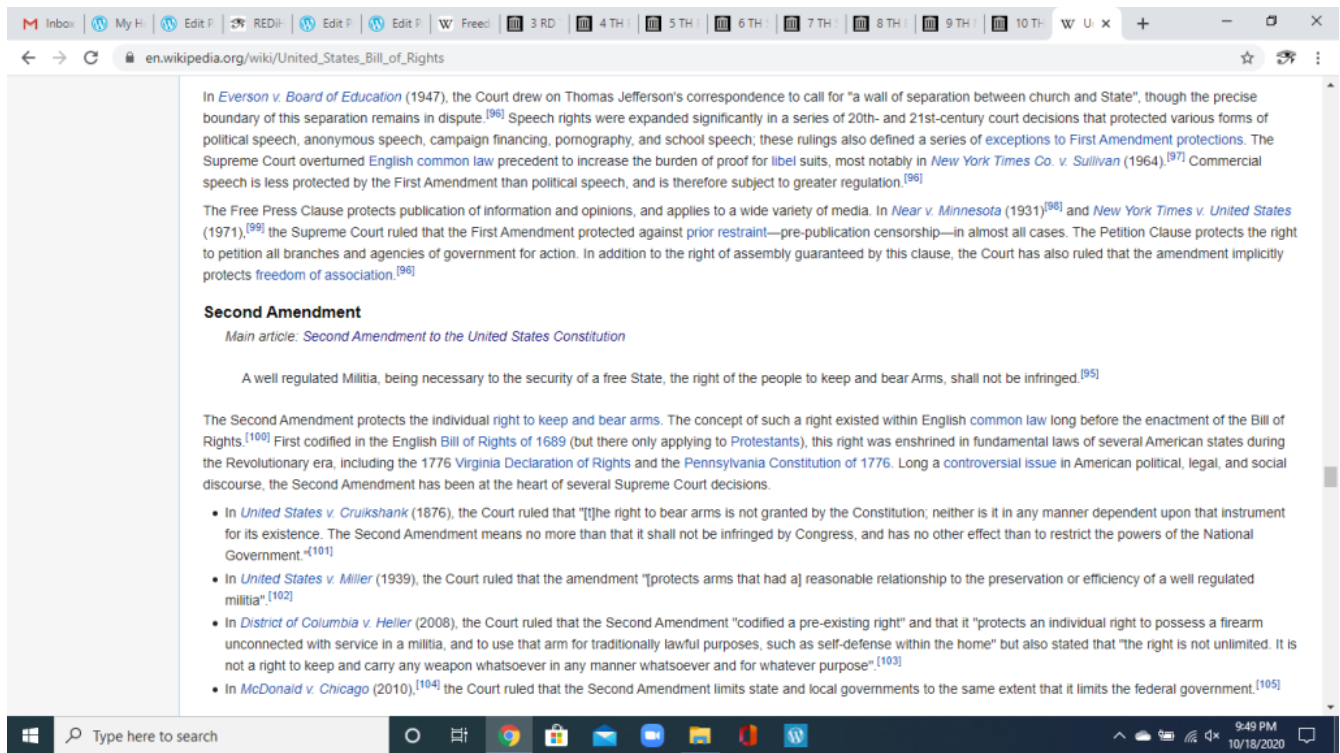 Inbox
My H
Edit P
REDiH
Edit P
Edit P
Freed
3 RD
4 TH
5 TH
6 TH
7 TH
8 TH
9 TH
10 TH
en.wikipedia.org/wiki/United_States_Bill_of_Rights
In Everson v. Board of Education (1947), the Court drew on Thomas Jefferson's correspondence to call for "a wall of separation between church and State", though the precise
boundary of this separation remains in dispute.[96] Speech rights were expanded significantly in a series of 20th- and 21st-century court decisions that protected various forms of
political speech, anonymous speech, campaign financing, pornography, and school speech; these rulings also defined a series of exceptions to First Amendment protections. The
Supreme Court overturned English common law precedent to increase the burden of proof for libel suits, most notably in New York Times Co. v. Sullivan (1964).[97] Commercial
speech is less protected by the First Amendment than political speech, and is therefore subject to greater regulation.[96]
The Free Press Clause protects publication of information and opinions, and applies to a wide variety of media. In Near v. Minnesota (1931)[98] and New York Times v. United States
(1971),[99] the Supreme Court ruled that the First Amendment protected against prior restraint—pre-publication censorship—in almost all cases. The Petition Clause protects the right
to petition all branches and agencies of government for action. In addition to the right of assembly guaranteed by this clause, the Court has also ruled that the amendment implicitly
protects freedom of association.[96]
Second Amendment
Main article: Second Amendment to the United States Constitution
A well regulated Militia, being necessary to the security of a free State, the right of the people to keep and bear Arms, shall not be infringed.[95]
The Second Amendment protects the individual right to keep and bear arms. The concept of such a right existed within English common law long before the enactment of the Bill of
Rights.[100] First codified in the English Bill of Rights of 1689 (but there only applying to Protestants), this right was enshrined in fundamental laws of several American states during
the Revolutionary era, including the 1776 Virginia Declaration of Rights and the Pennsylvania Constitution of 1776. Long a controversial issue in American political, legal, and social
discourse, the Second Amendment has been at the heart of several Supreme Court decisions.
• In United States v. Cruikshank (1876), the Court ruled that "[t]he right to bear arms is not granted by the Constitution; neither is it in any manner dependent upon that instrument
for its existence. The Second Amendment means no more than that it shall not be infringed by Congress, and has no other effect than to restrict the powers of the National
Government."[101]
• In United States v. Miller (1939), the Court ruled that the amendment "[protects arms that had a] reasonable relationship to the preservation or efficiency of a well regulated
militia".[102]
• In District of Columbia v. Heller (2008), the Court ruled that the Second Amendment "codified a pre-existing right" and that it "protects an individual right to possess a firearm
unconnected with service in a militia, and to use that arm for traditionally lawful purposes, such as self-defense within the home" but also stated that "the right is not unlimited. It is
not a right to keep and carry any weapon whatsoever in any manner whatsoever and for whatever purpose".[103]
• In McDonald v. Chicago (2010),[104] the Court ruled that the Second Amendment limits state and local governments to the same extent that it limits the federal government.[105]
Type here to search
9:49 PM
10/18/2020